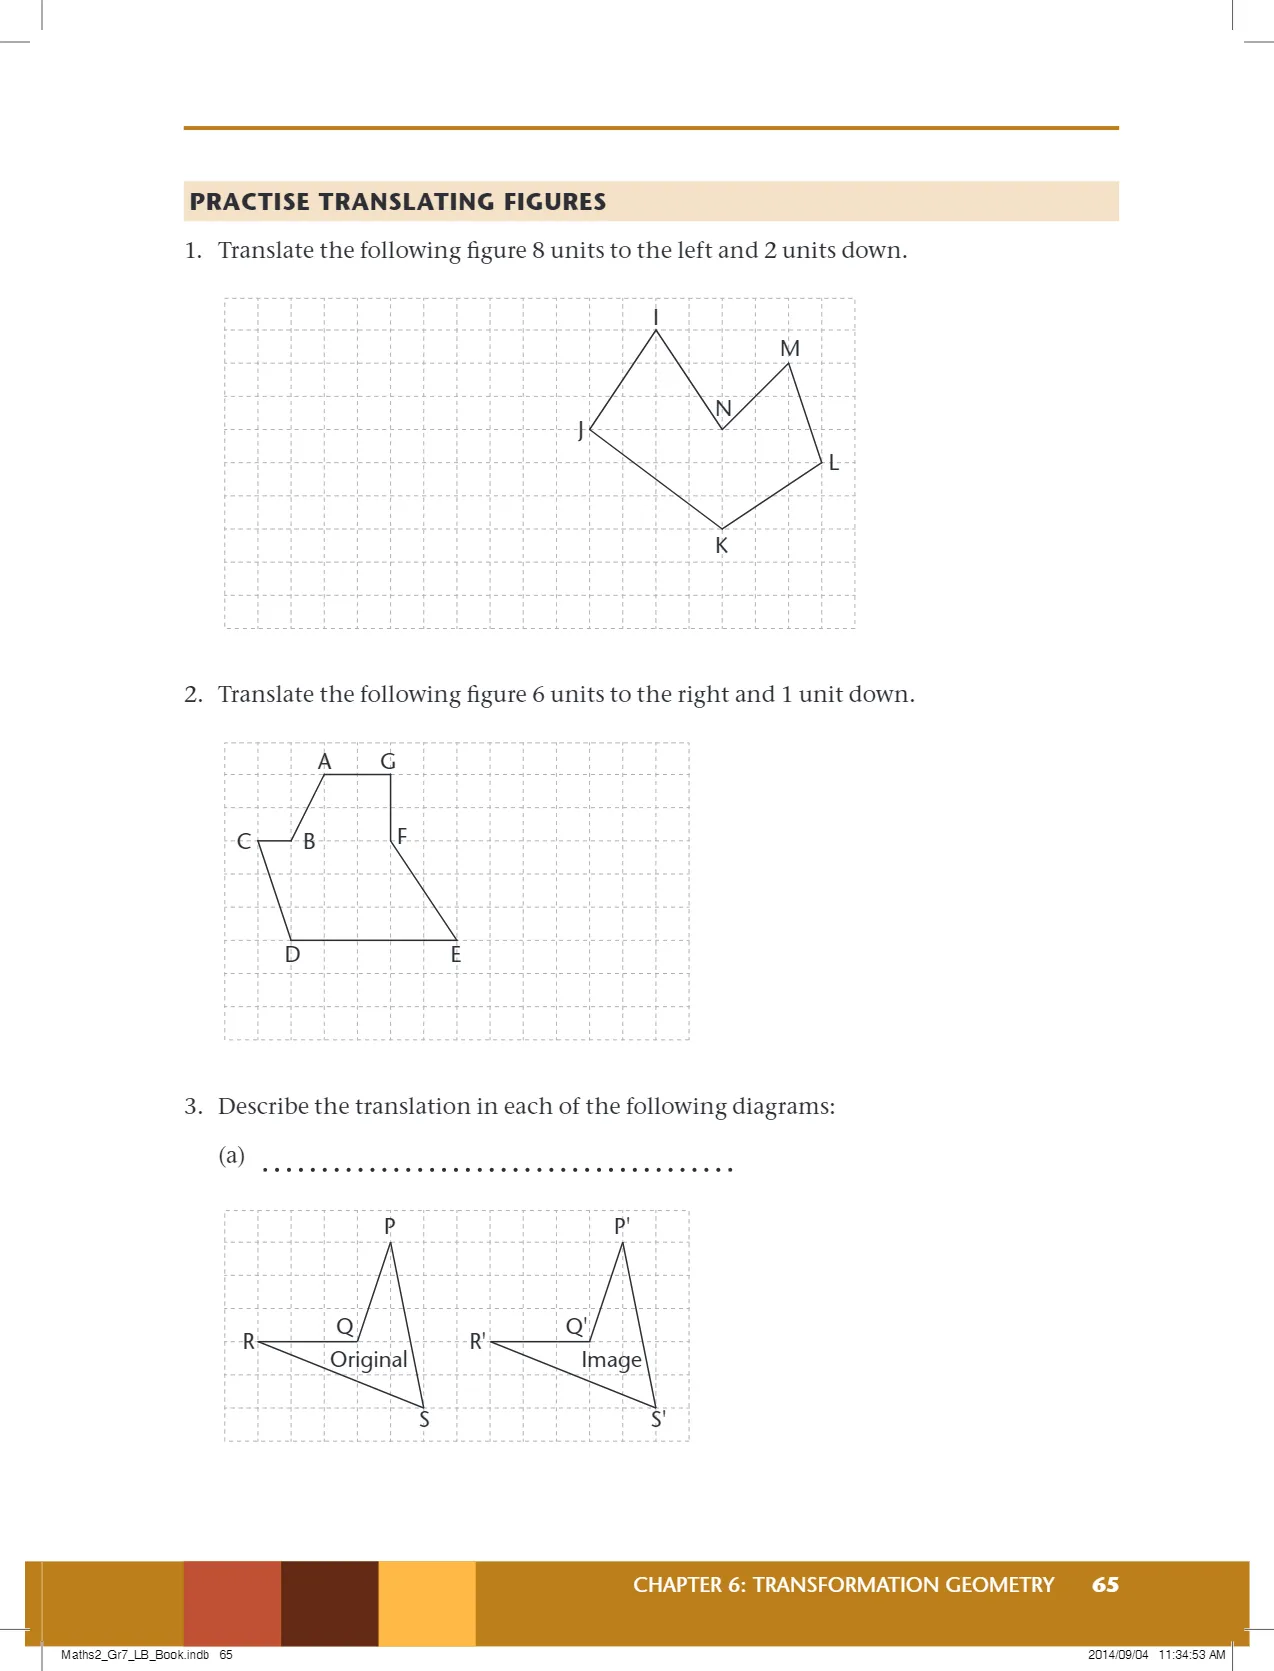 PRACTISE TRANSLATING FIGURES
1. Translate the following figure 8 units to the left and 2 units down.
I
M
N
J
L
K
2. Translate the following figure 6 units to the right and 1 unit down.
A G
C B F
D E
3. Describe the translation in each of the following diagrams:
(a) ........................................
P P'
Q Q'
R R'
Original Image
S S'
CHAPTER 6: TRANSFORMATION GEOMETRY 65
Maths2_Gr7_LB_Book.indb 65 2014/09/04 11:34:53 AM